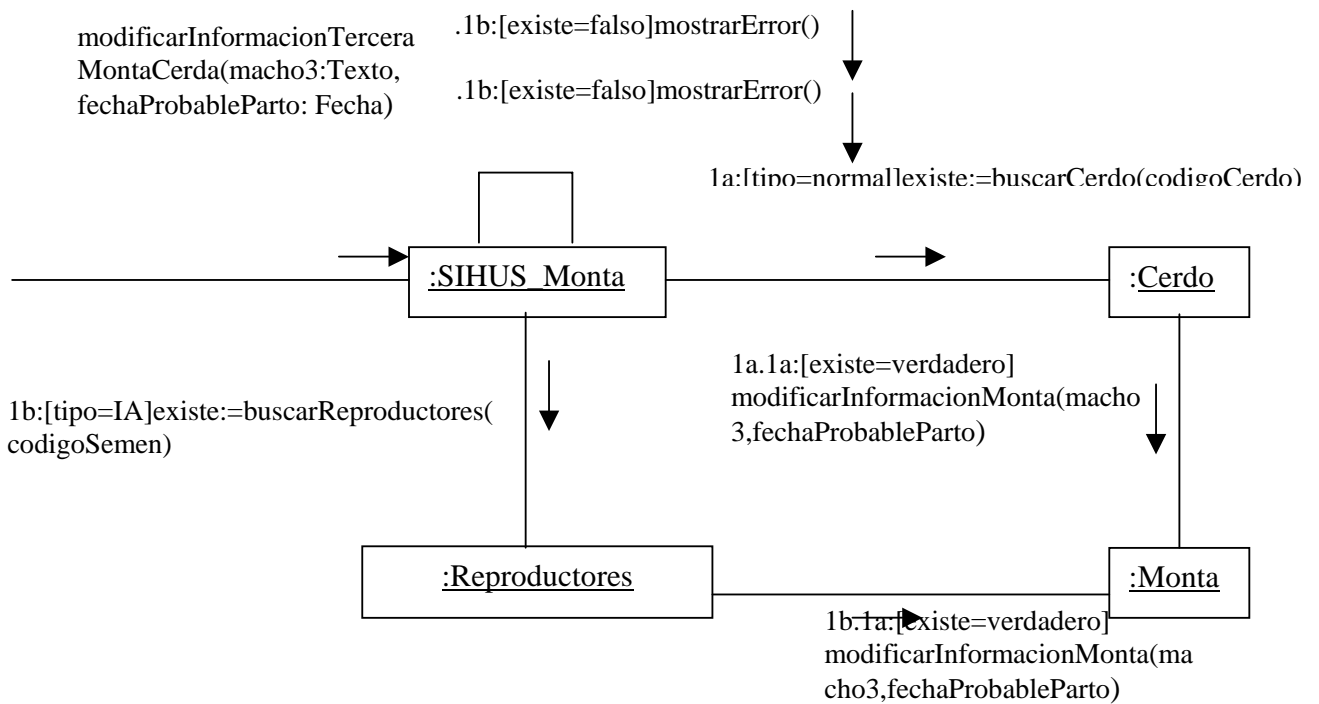 modificarInformacionTercera
MontaCerda(macho3:Texto,
fechaProbableParto: Fecha)
.1b:[existe=falso]mostrarError()
.1b:[existe=falso]mostrarError()
1a:[tipo=normal]existe:=buscarCerdo(codigoCerdo)
:SIHUS_Monta
:Cerdo
1b:[tipo=IA]existe:=buscarReproductores(
codigoSemen)
1a.1a:[existe=verdadero]
modificarInformacionMonta(macho
3,fechaProbableParto)
:Reproductores
:Monta
1b.1a:[existe=verdadero]
modificarInformacionMonta(ma
cho3,fechaProbableParto)